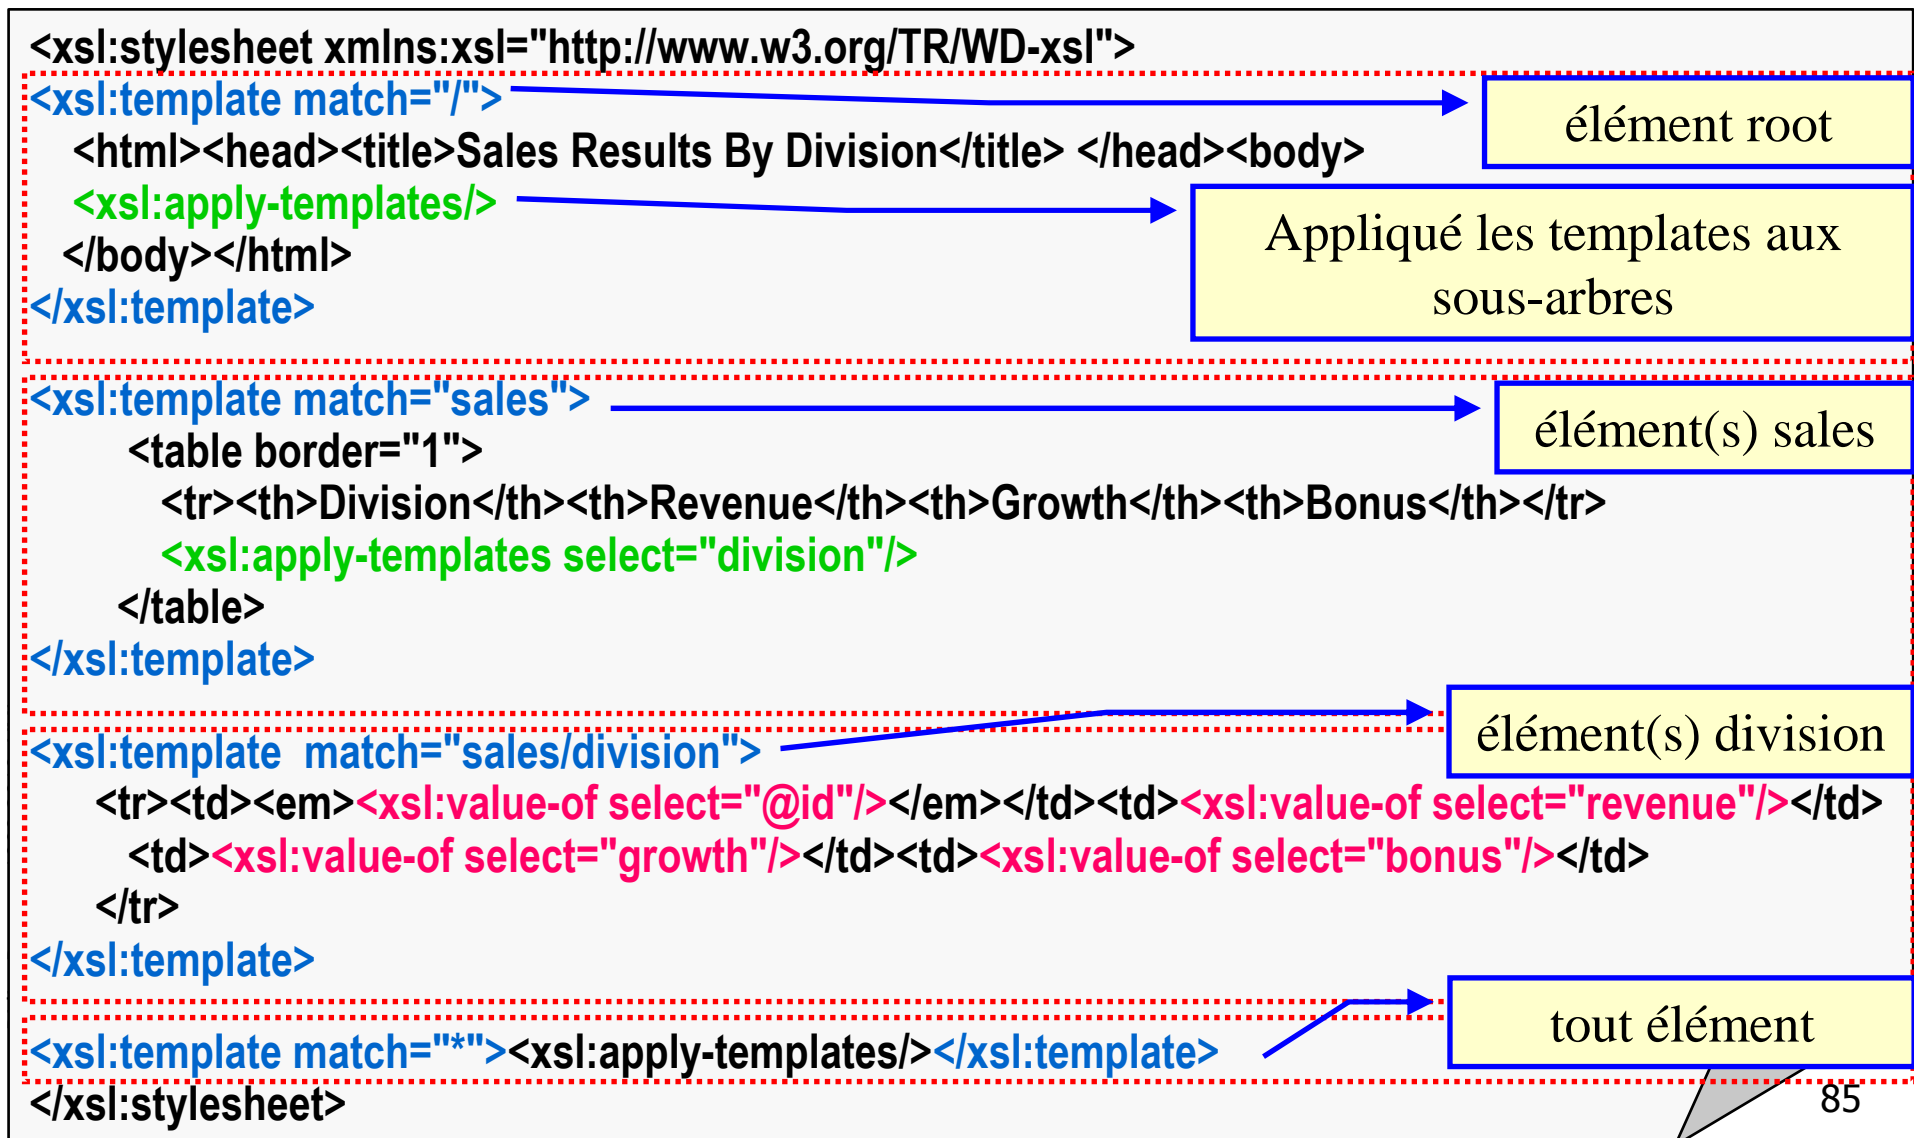 <xsl:stylesheet xmlns:xsl="http://www.w3.org/TR/WD-xsl">
<xsl:template match="/">
élément root
<html><head><title>Sales Results By Division</title> </head><body>
<xsl:apply-templates/>
Appliqué les templates aux
sous-arbres
</body></html>
</xsl:template>
<xsl:template match="sales">
élément(s) sales
<table border="1">
<tr><th>Division</th><th>Revenue</th><th>Growth</th><th>Bonus</th></tr>
<xsl:apply-templates select="division"/>
</table>
</xsl:template>
<xsl:template  match="sales/division">
élément(s) division
<tr><td><em><xsl:value-of select="@id"/></em></td><td><xsl:value-of select="revenue"/></td>
<td><xsl:value-of select="growth"/></td><td><xsl:value-of select="bonus"/></td>
</tr>
</xsl:template>
<xsl:template match="*"><xsl:apply-templates/></xsl:template>
tout élément
</xsl:stylesheet>
85